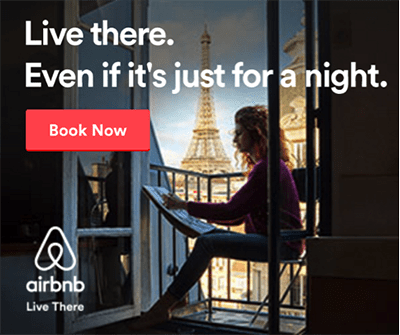 Live there.
Even if it's just for a night.
Book Now
airbnb
Live There